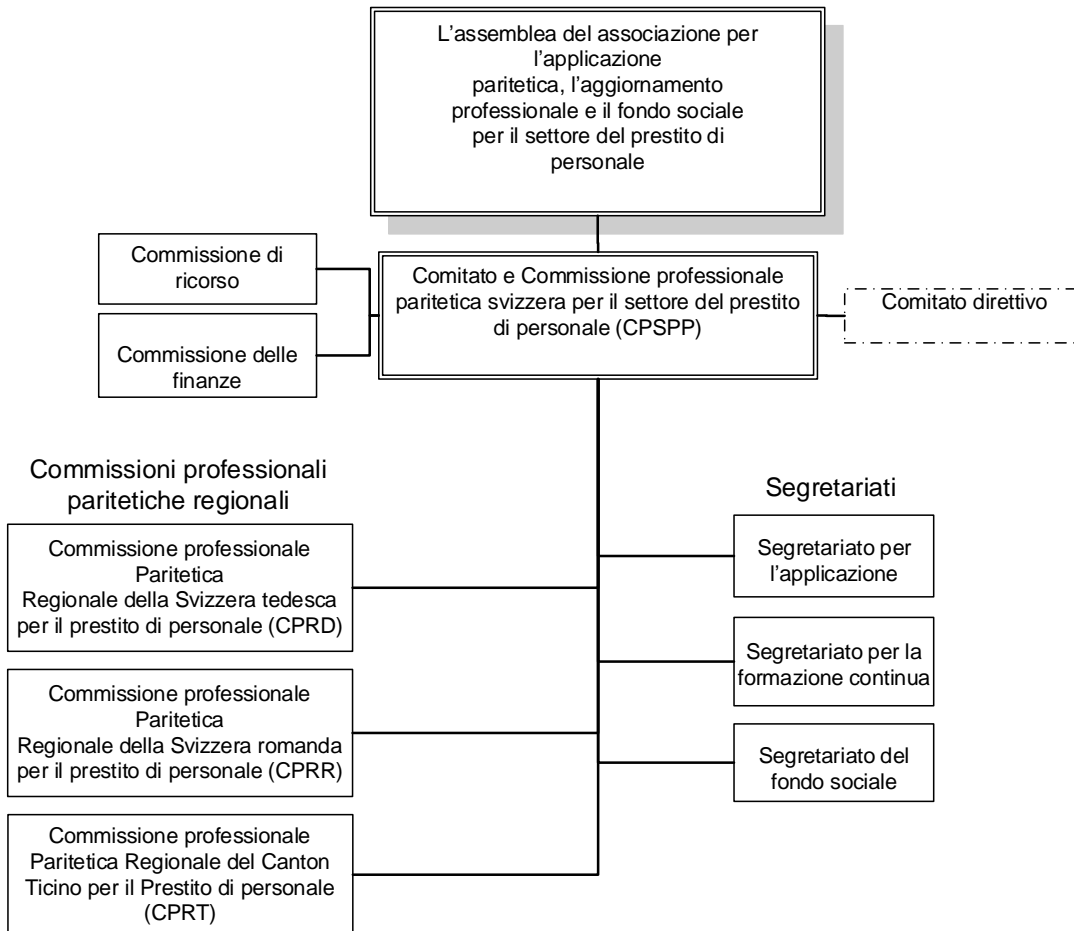 L'assemblea del associazione per
l'applicazione
paritetica, l'aggiornamento
professionale e il fondo sociale
per il settore del prestito di
personale
Commissione di
ricorso
Commissione delle
finanze
Comitato e Commissione professionale
paritetica svizzera per il settore del prestito
di personale (CPSPP)
Comitato direttivo
Commissioni professionali
paritetiche regionali
Commissione professionale
Paritetica
Regionale della Svizzera tedesca
per il prestito di personale (CPRD)
Commissione professionale
Paritetica
Regionale della Svizzera romanda
per il prestito di personale (CPRR)
Commissione professionale
Paritetica Regionale del Canton
Ticino per il Prestito di personale
(CPRT)
Segretariati
Segretariato per
l'applicazione
Segretariato per la
formazione continua
Segretariato del
fondo sociale